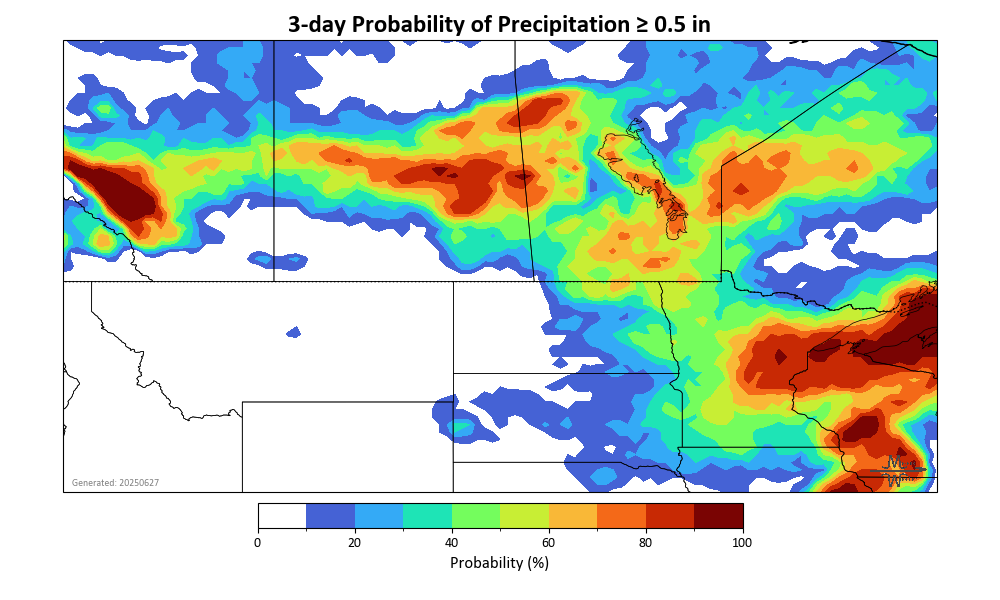 3-day Probability of Precipitation ≥ 0.5 in
Generated: 20250627
0 20 40 60 80 100
Probability (%)